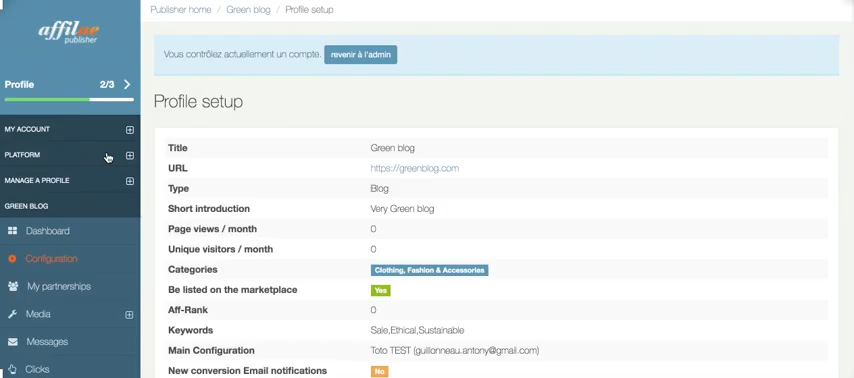 Publisher home / Green blog / Profile setup
affilae
publisher
Vous contrôlez actuellement un compte. revenir à l'admin
Profile 2/3
Profile setup
MY ACCOUNT
PLATFORM
MANAGE A PROFILE
GREEN BLOG
Dashboard
Configuration
My partnerships
Media
Messages
Clicks
Title Green blog
URL https://greenblog.com
Type Blog
Short introduction Very Green blog
Page views / month 0
Unique visitors / month 0
Categories Clothing, Fashion & Accessories
Be listed on the marketplace Yes
Aff-Rank 0
Keywords Sale,Ethical,Sustainable
Main Configuration Toto TEST (guillonneau.antony@gmail.com)
New conversion Email notifications No